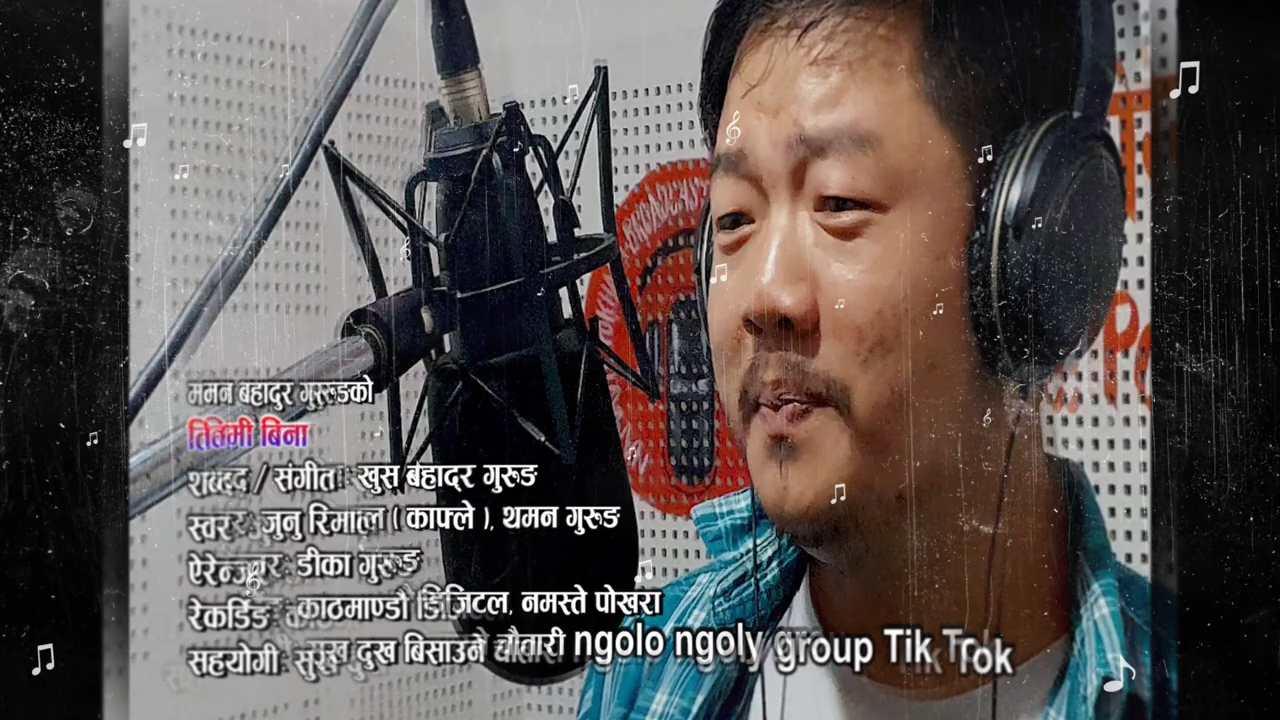 बहादुर गुरुङको
तिमी बिना
शब्द / संगीत : खुस बहादर गुरुङ
स्वर : जुनु रिमाल ( काफ्ले ), थमन गुरुङ
ऐरेन्जर : डीका गुरुङ
रेकर्डिङ : काठमाण्डौ डिजिटल, नमस्ते पोखरा
सहयोगी : सुख दुख बिसाउने चौतारी ngolo ngoly group Tik Tok